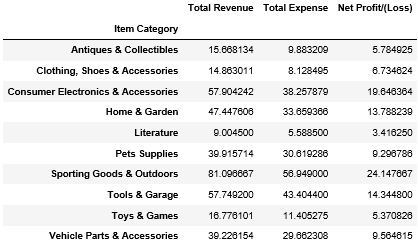 Total Revenue Total Expense Net Profit/(Loss)
Item Category
Antiques & Collectibles 15.668134 9.883209 5.784925
Clothing, Shoes & Accessories 14.863011 8.128495 6.734624
Consumer Electronics & Accessories 57.904242 38.257879 19.646364
Home & Garden 47.447606 33.659366 13.788239
Literature 9.004500 5.588500 3.416250
Pets Supplies 39.915714 30.619286 9.296786
Sporting Goods & Outdoors 81.096667 56.949000 24.147667
Tools & Garage 57.749200 43.404400 14.344800
Toys & Games 16.776101 11.405275 5.370826
Vehicle Parts & Accessories 39.226154 29.662308 9.564615